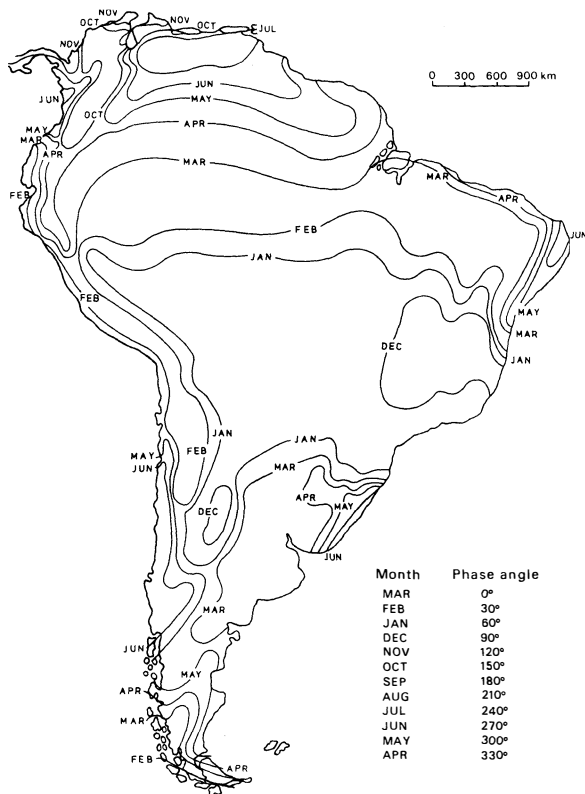 NOV
OCT NOV
OCT JUL
NOV
0 300 600 900 km
JUN
JUN
OCT MAY
MAY APR
MAR
APR
MAR MAR
FEB APR
FEB JUN
JAN
FEB
MAY
DEC MAR
JAN
JAN
JAN
MAY FEB
JUN MAR
APR
DEC MAY
JUN
Month Phase angle
MAR 0°
FEB 30°
JAN 60°
DEC 90°
NOV 120°
OCT 150°
SEP 180°
AUG 210°
JUL 240°
JUN 270°
MAY 300°
APR 330°
MAR
JUN
MAY
APR
MAR
FEB APR